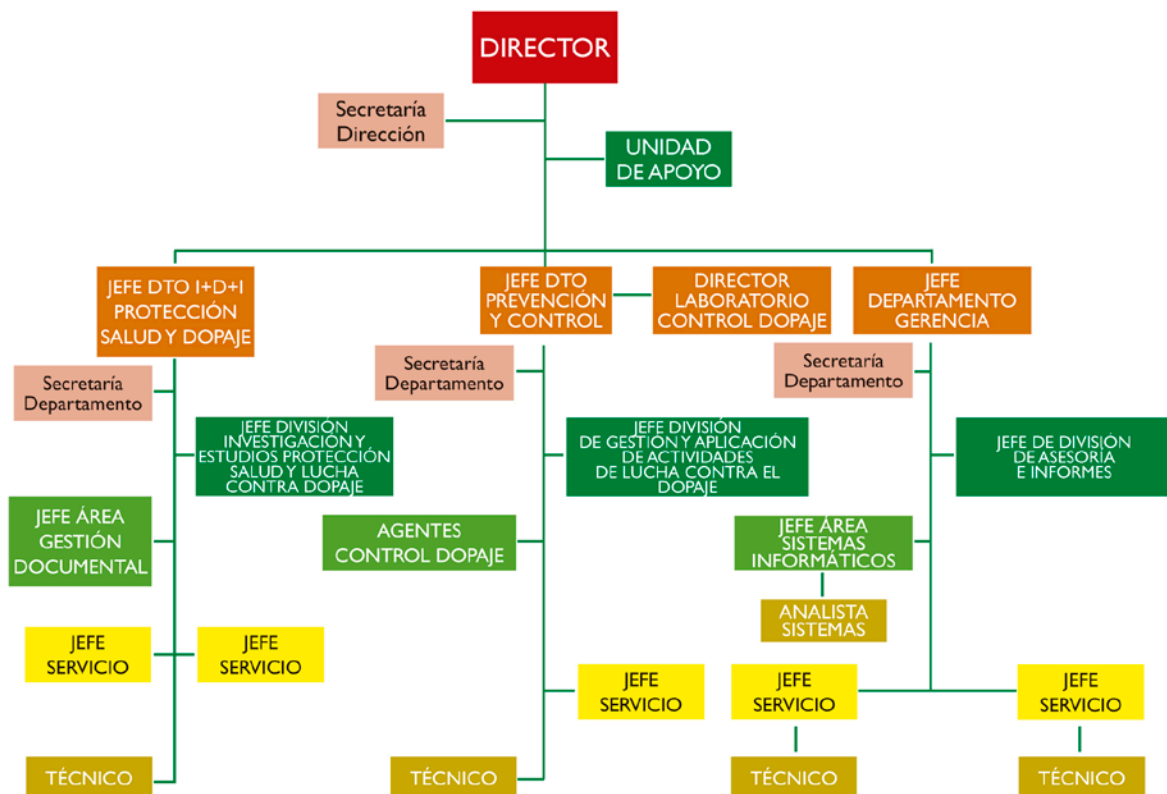 DIRECTOR
Secretaría
Dirección
UNIDAD
DE APOYO
JEFE DTO I+D+I
PROTECCIÓN
SALUD Y DOPAJE
JEFE DTO
PREVENCIÓN
Y CONTROL
DIRECTOR
LABORATORIO
CONTROL DOPAJE
JEFE
DEPARTAMENTO
GERENCIA
Secretaría
Departamento
Secretaría
Departamento
Secretaría
Departamento
JEFE DIVISIÓN
INVESTIGACIÓN Y
ESTUDIOS PROTECCIÓN
SALUD Y LUCHA
CONTRA DOPAJE
JEFE DIVISIÓN
DE GESTIÓN Y APLICACIÓN
DE ACTIVIDADES
DE LUCHA CONTRA EL
DOPAJE
JEFE DE DIVISIÓN
DE ASESORÍA
E INFORMES
JEFE ÁREA
GESTIÓN
DOCUMENTAL
AGENTES
CONTROL DOPAJE
JEFE ÁREA
SISTEMAS
INFORMÁTICOS
ANALISTA
SISTEMAS
JEFE
SERVICIO
JEFE
SERVICIO
JEFE
SERVICIO
JEFE
SERVICIO
JEFE
SERVICIO
TÉCNICO
TÉCNICO
TÉCNICO
TÉCNICO